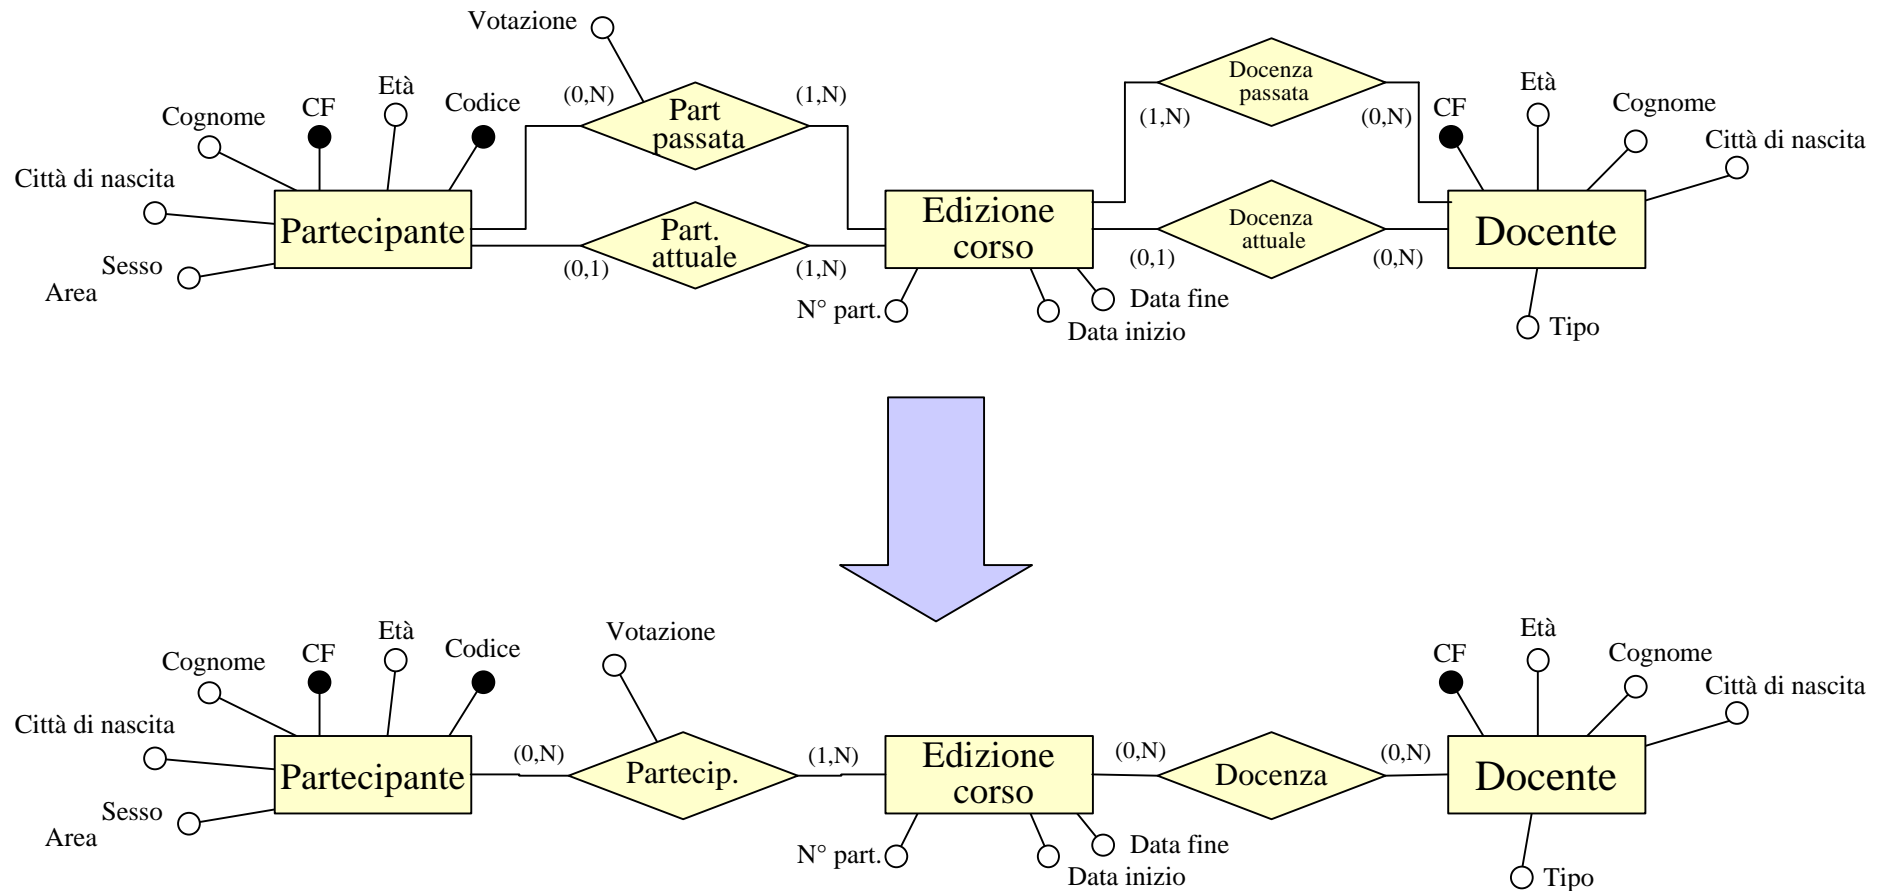 Votazione
Docenza
passata
Età
Età
Cognome
CF
Codice
(0,N)
Part
passata
(1,N)
(1,N)
(0,N)
CF
Cognome
Città di nascita
Città di nascita
Partecipante
Part.
attuale
Edizione
corso
Docenza
attuale
Docente
Sesso
Area
(0,1)
(1,N)
(0,1)
(0,N)
N° part.
Data fine
Data inizio
Tipo
Votazione
Età
Età
Cognome
CF
Codice
CF
Cognome
Città di nascita
Città di nascita
(0,N)
(1,N)
(0,N)
(0,N)
Partecipante
Partecip.
Edizione
corso
Docenza
Docente
Sesso
Area
N° part.
Data fine
Data inizio
Tipo